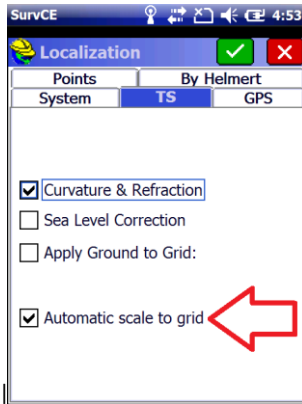 SurvCE 4:53
Localization
Points By Helmert
System TS GPS
Curvature & Refraction
Sea Level Correction
Apply Ground to Grid:
Automatic scale to grid